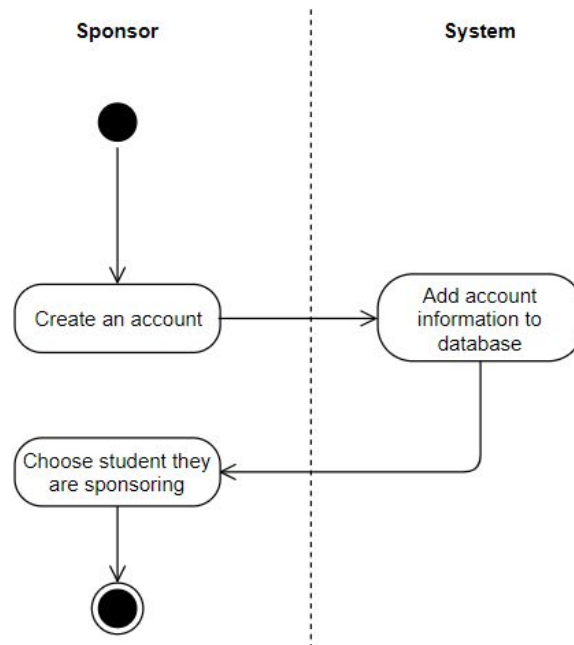 Sponsor
System
Create an account
Add account
information to
database
Choose student they
are sponsoring